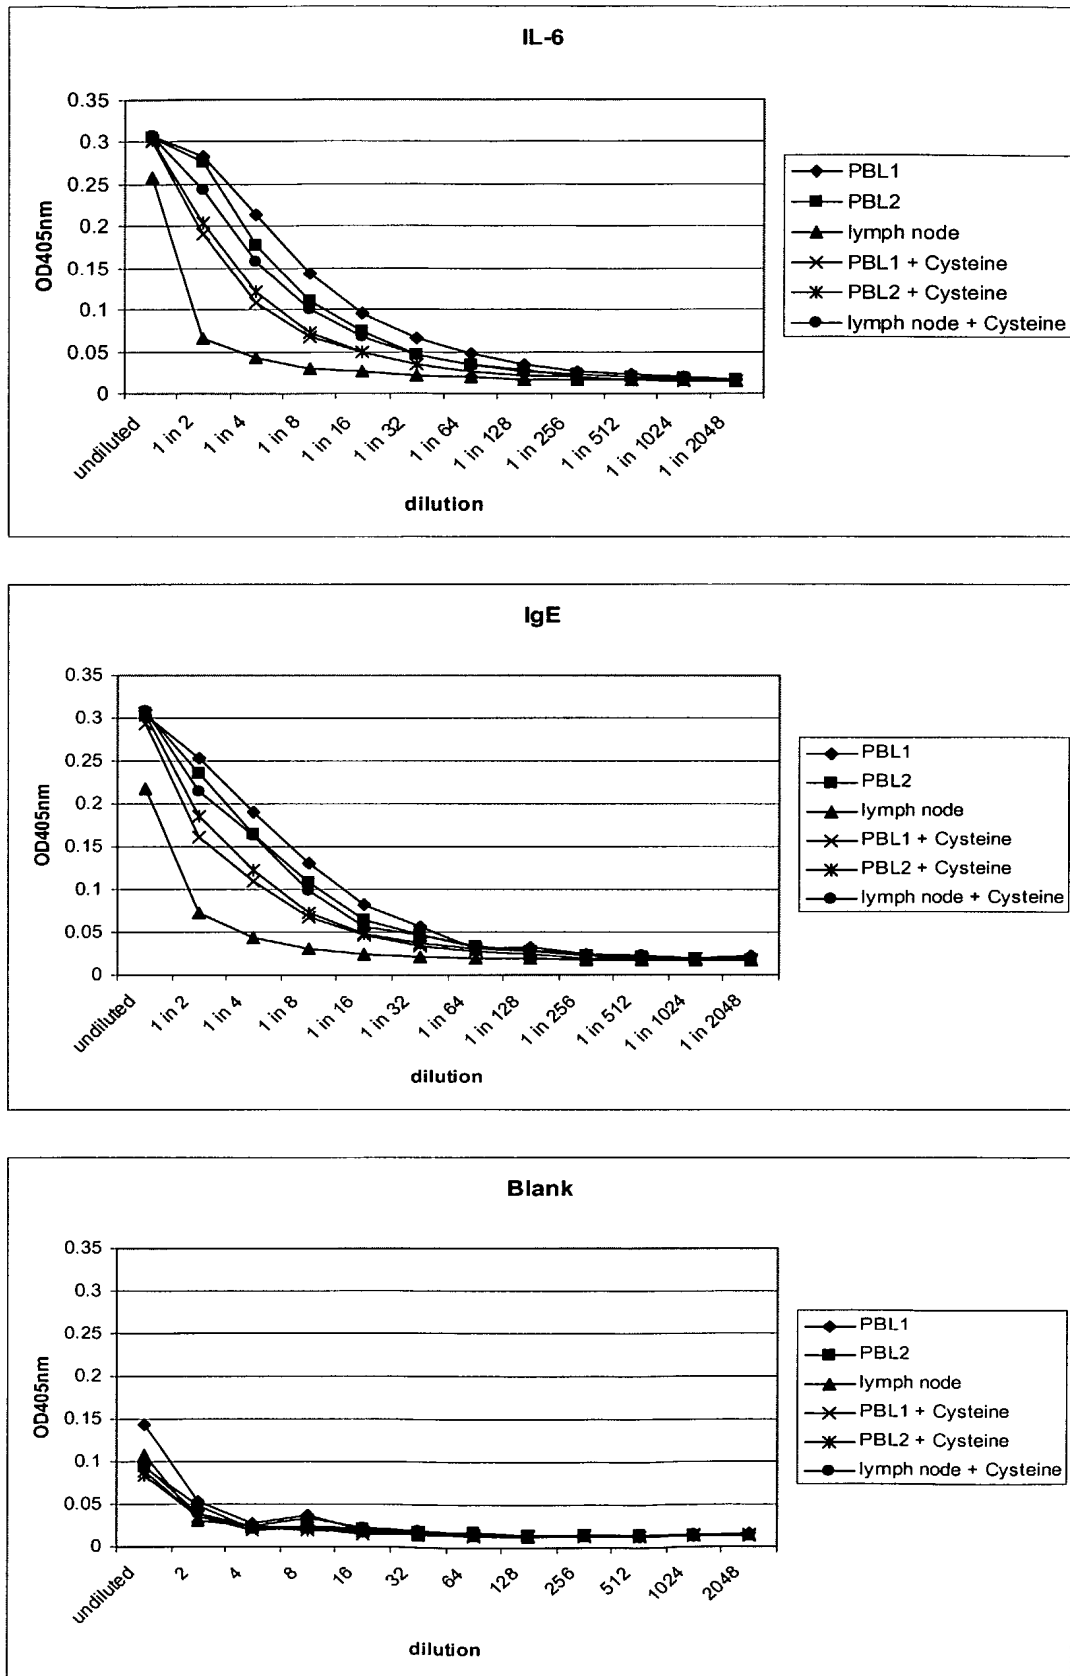 IL-6
0.35
0.3
0.25
0.2
0.15
0.1
0.05
0
OD405nm
undiluted
1 in 2
1 in 4
1 in 8
1 in 16
1 in 32
1 in 64
1 in 128
1 in 256
1 in 512
1 in 1024
1 in 2048
dilution
PBL1
PBL2
lymph node
PBL1 + Cysteine
PBL2 + Cysteine
lymph node + Cysteine
IgE
0.35
0.3
0.25
0.2
0.15
0.1
0.05
0
OD405nm
undiluted
1 in 2
1 in 4
1 in 8
1 in 16
1 in 32
1 in 64
1 in 128
1 in 256
1 in 512
1 in 1024
1 in 2048
dilution
PBL1
PBL2
lymph node
PBL1 + Cysteine
PBL2 + Cysteine
lymph node + Cysteine
Blank
0.35
0.3
0.25
0.2
0.15
0.1
0.05
0
OD405nm
undiluted
2
4
8
16
32
64
128
256
512
1024
2048
dilution
PBL1
PBL2
lymph node
PBL1 + Cysteine
PBL2 + Cysteine
lymph node + Cysteine